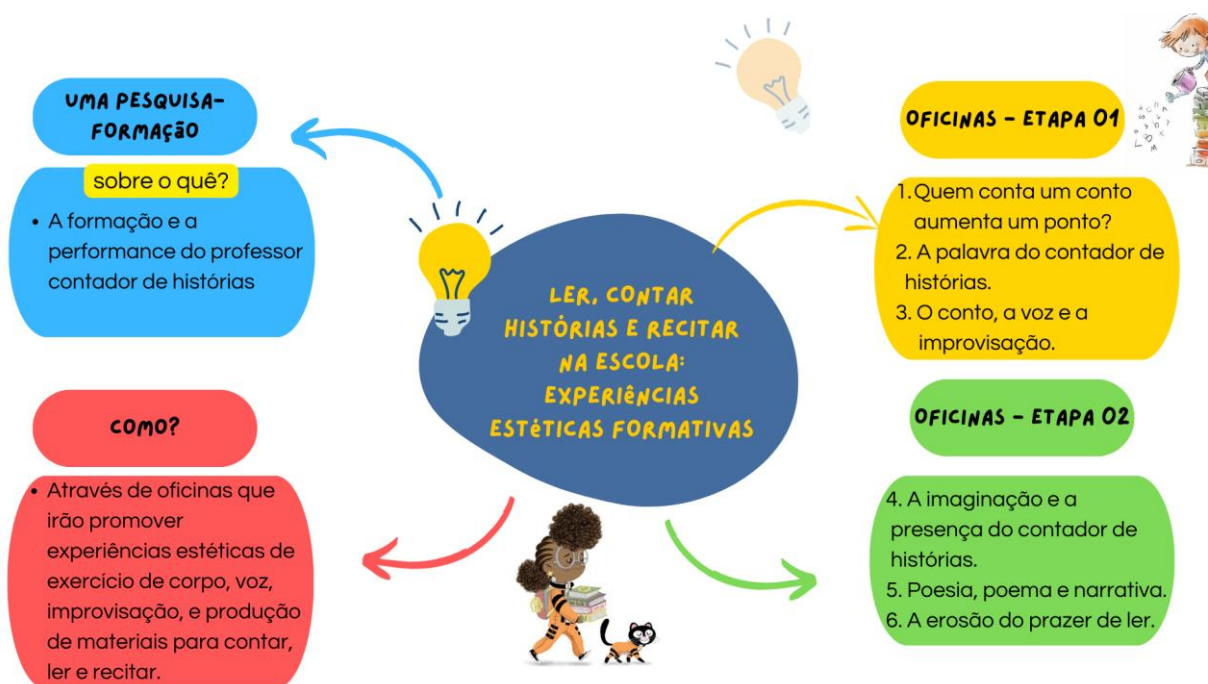 UMA PESQUISA-
FORMAÇÃO
sobre o quê?
• A formação e a
performance do professor
contador de histórias
COMO?
• Através de oficinas que
irão promover
experiências estéticas de
exercício de corpo, voz,
improvisação, e produção
de materiais para contar,
ler e recitar.
LER, CONTAR
HISTÓRIAS E RECITAR
NA ESCOLA:
EXPERIÊNCIAS
ESTÉTICAS FORMATIVAS
OFICINAS - ETAPA 01
1. Quem conta um conto
aumenta um ponto?
2. A palavra do contador de
histórias.
3. O conto, a voz e a
improvisação.
OFICINAS - ETAPA 02
4. A imaginação e a
presença do contador de
histórias.
5. Poesia, poema e narrativa.
6. A erosão do prazer de ler.